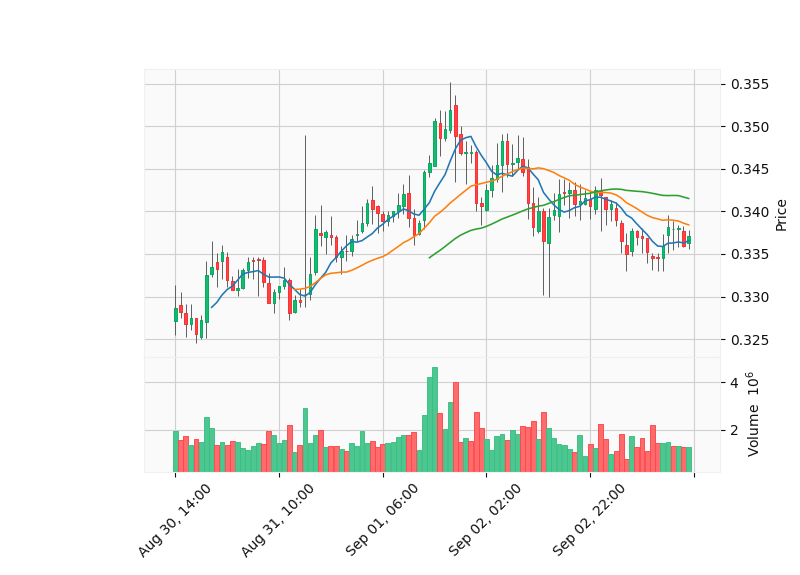 0.355
0.350
0.345
0.340
0.335
0.330
0.325
Price
4
2
Volume 10^6
Aug 30, 14:00
Aug 31, 10:00
Sep 01, 06:00
Sep 02, 02:00
Sep 02, 22:00